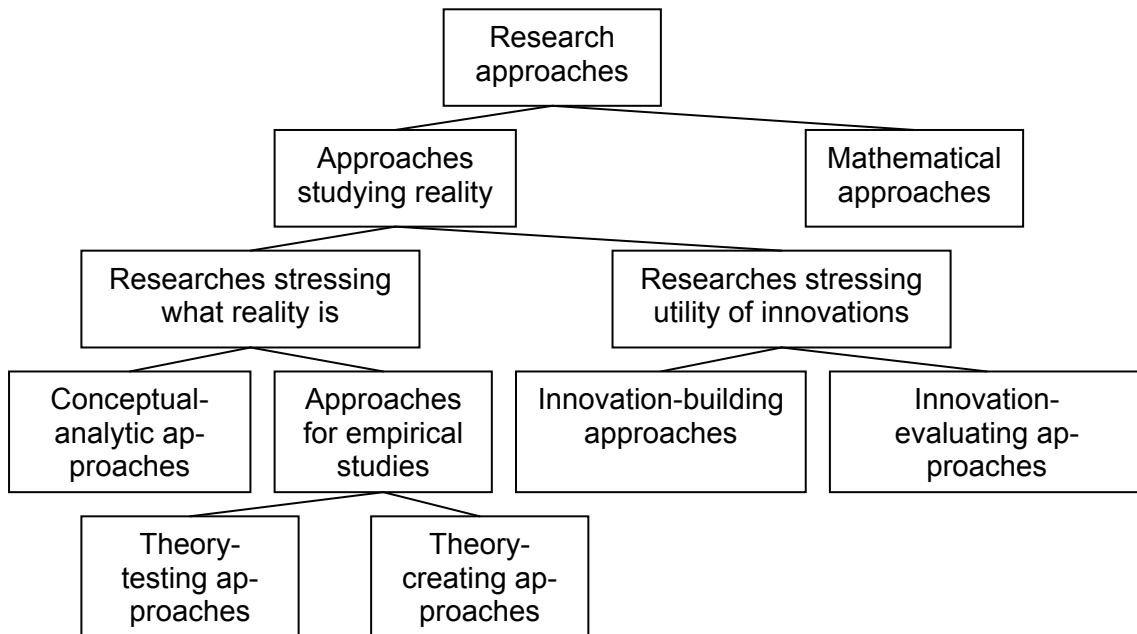 Research
approaches
Approaches
studying reality
Mathematical
approaches
Researches stressing
what reality is
Researches stressing
utility of innovations
Conceptual-
analytic ap-
proaches
Approaches
for empirical
studies
Innovation-building
approaches
Innovation-
evaluating ap-
proaches
Theory-
testing ap-
proaches
Theory-
creating ap-
proaches